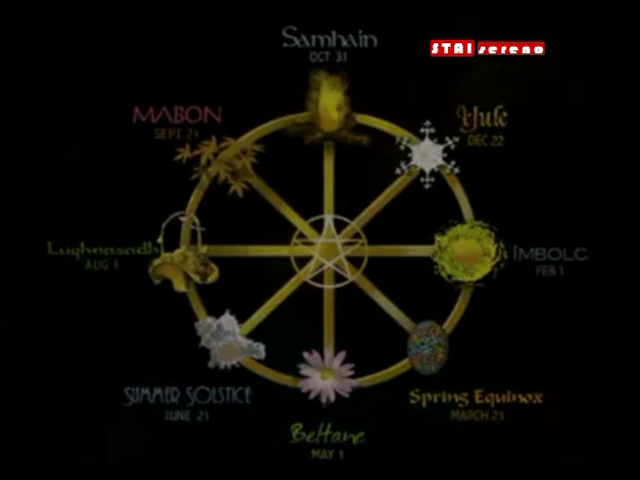 Samhain
OCT 31
STAI sereno
MABON
SEPT 21
Yule
DEC 22
Lughnasadh
AUG 1
IMBOLC
FEB 1
SUMMER SOLSTICE
JUNE 21
Spring Equinox
MARCH 21
Beltane
MAY 1